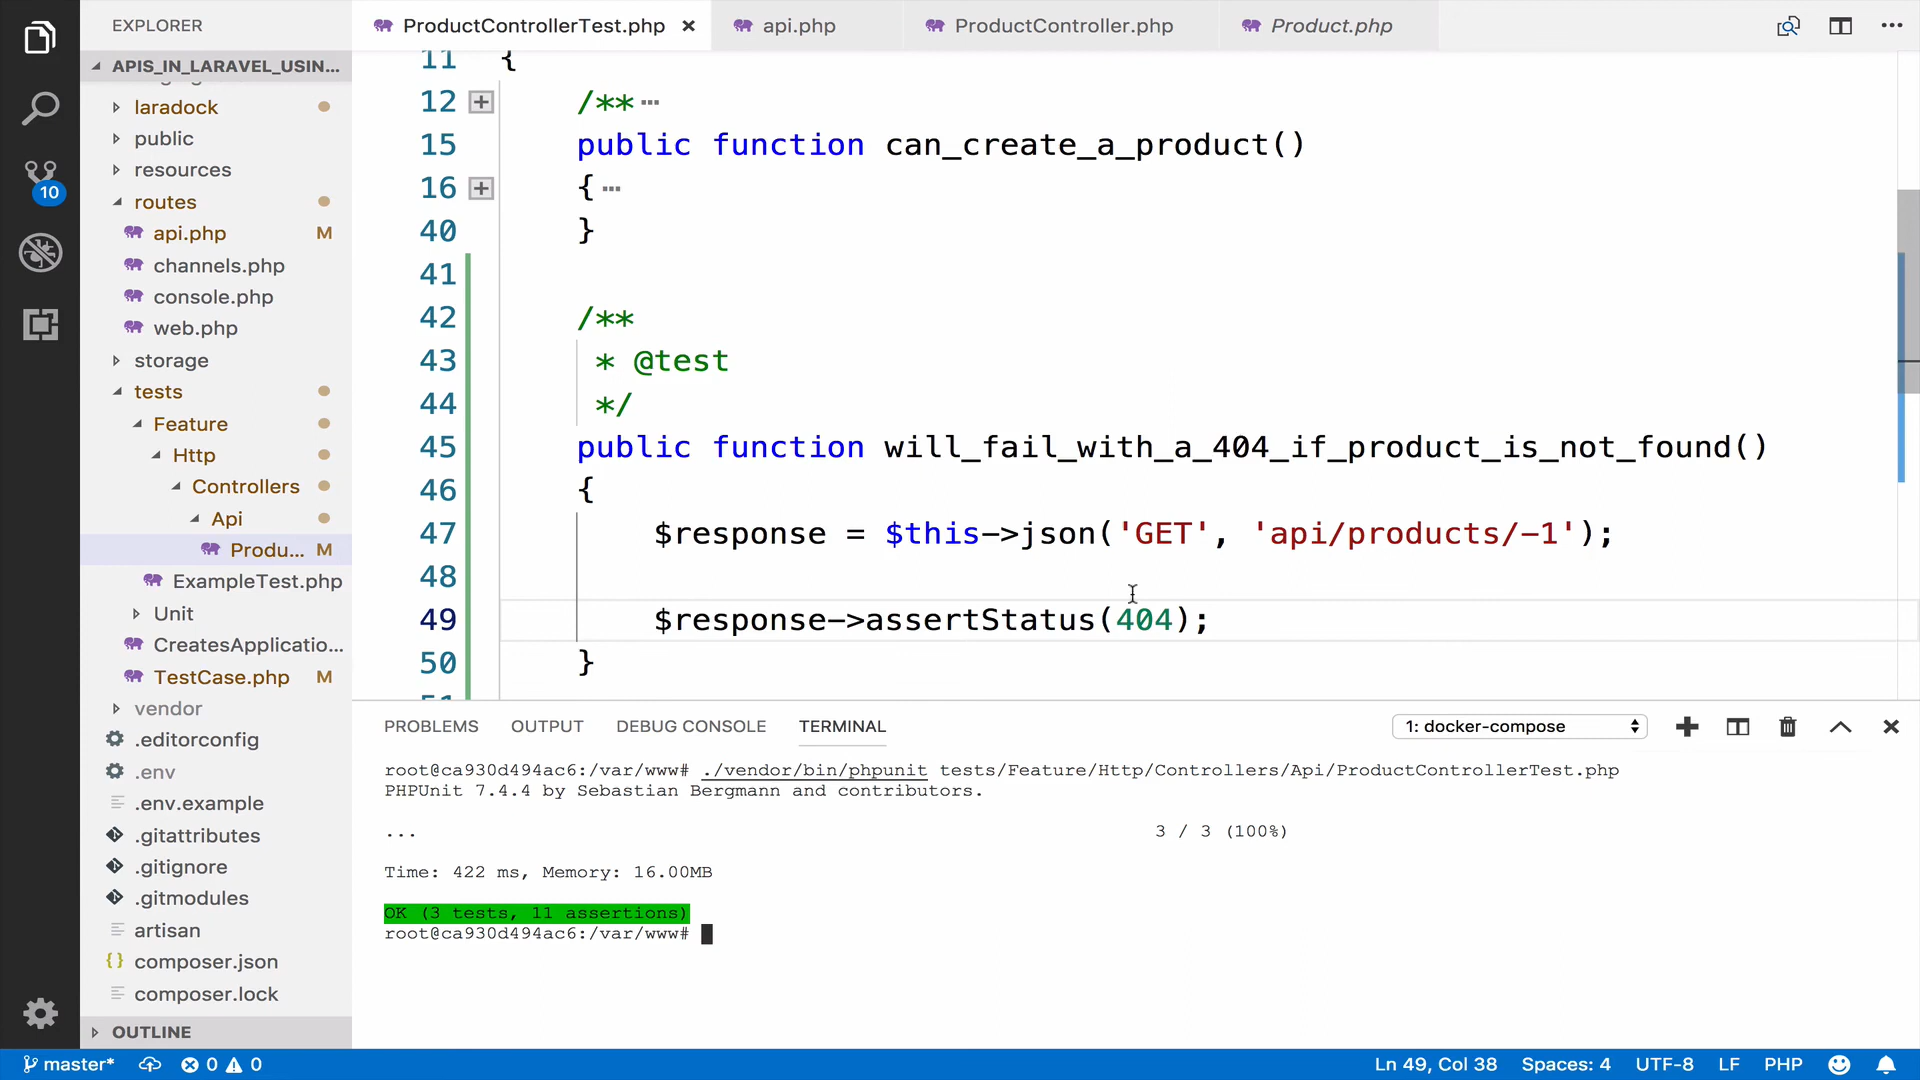 EXPLORER
APIS_IN_LARAVEL_USIN...
laradock
public
resources
routes
api.php M
channels.php
console.php
web.php
storage
tests
Feature
Http
Controllers
Api
Produ... M
ExampleTest.php
Unit
CreatesApplicatio...
TestCase.php M
vendor
.editorconfig
.env
.env.example
.gitattributes
.gitignore
.gitmodules
artisan
{} composer.json
composer.lock
OUTLINE
10
ProductControllerTest.php
api.php
ProductController.php
Product.php
11 {
12 /** ...
15 public function can_create_a_product()
16 { ...
40 }
41
42 /**
43 * @test
44 */
45 public function will_fail_with_a_404_if_product_is_not_found()
46 {
47 $response = $this->json('GET', 'api/products/-1');
48
49 $response->assertStatus(404);
50 }
51
PROBLEMS OUTPUT DEBUG CONSOLE TERMINAL 1: docker-compose
root@ca930d494ac6:/var/www# ./vendor/bin/phpunit tests/Feature/Http/Controllers/Api/ProductControllerTest.php
PHPUnit 7.4.4 by Sebastian Bergmann and contributors.
... 3 / 3 (100%)
Time: 422 ms, Memory: 16.00MB
OK (3 tests, 11 assertions)
root@ca930d494ac6:/var/www#
master* 0 0 Ln 49, Col 38 Spaces: 4 UTF-8 LF PHP